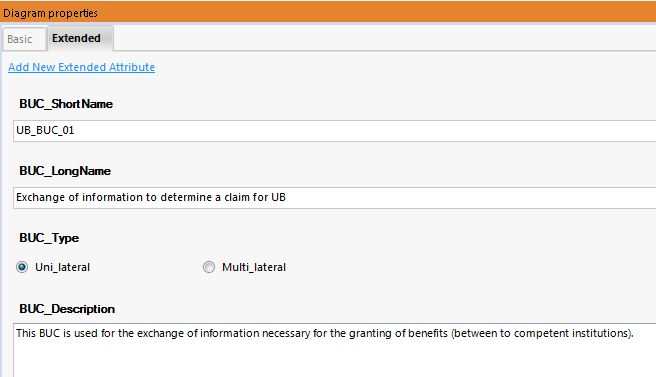 Diagram properties
Basic
Extended
Add New Extended Attribute
BUC_ShortName
UB_BUC_01
BUC_LongName
Exchange of information to determine a claim for UB
BUC_Type
Uni_lateral
Multi_lateral
BUC_Description
This BUC is used for the exchange of information necessary for the granting of benefits (between to competent institutions).